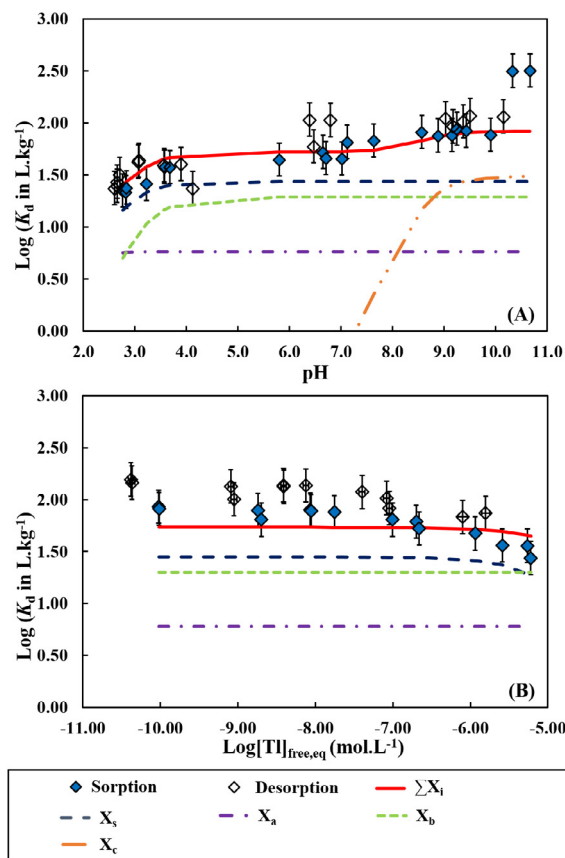 3.00
(A)
2.50
2.00
1.50
1.00
0.50
0.00
Log (Kd in L.kg-1)
2.0 3.0 4.0 5.0 6.0 7.0 8.0 9.0 10.0 11.0
pH
3.00
(B)
2.50
2.00
1.50
1.00
0.50
0.00
Log (Kd in L.kg-1)
-11.00 -10.00 -9.00 -8.00 -7.00 -6.00 -5.00
Log[Tl]free,eq (mol.L-1)
Sorption Desorption ∑Xi
Xs Xa Xb
Xc